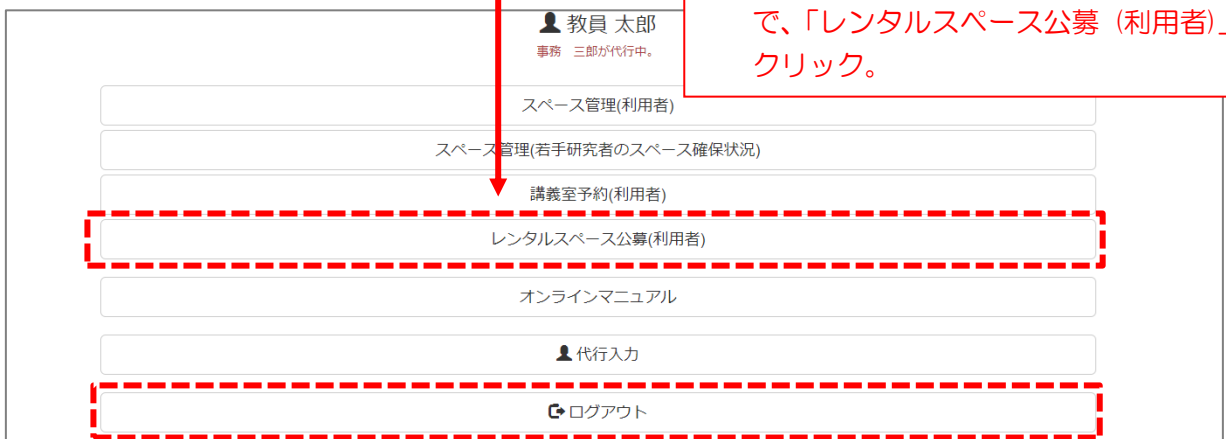 教員 太郎
事務 三郎が代行中。
で、「レンタルスペース公募（利用者）」
クリック。
スペース管理(利用者)
スペース管理(若手研究者のスペース確保状況)
講義室予約(利用者)
レンタルスペース公募(利用者)
オンラインマニュアル
代行入力
ログアウト